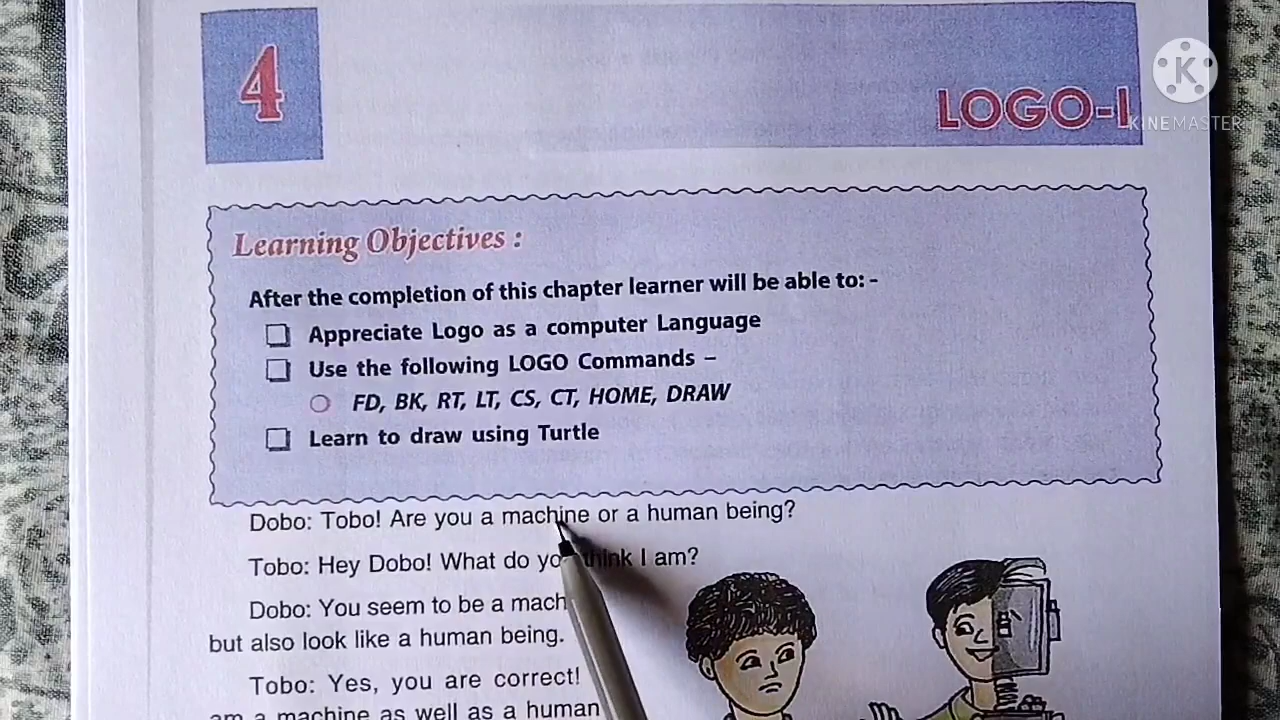 4
LOGO-I
KINEMASTER
Learning Objectives :
After the completion of this chapter learner will be able to: -
Appreciate Logo as a computer Language
Use the following LOGO Commands –
FD, BK, RT, LT, CS, CT, HOME, DRAW
Learn to draw using Turtle
Dobo: Tobo! Are you a machine or a human being?
Tobo: Hey Dobo! What do you think I am?
Dobo: You seem to be a mach
but also look like a human being.
Tobo: Yes, you are correct!
am a machine as well as a human